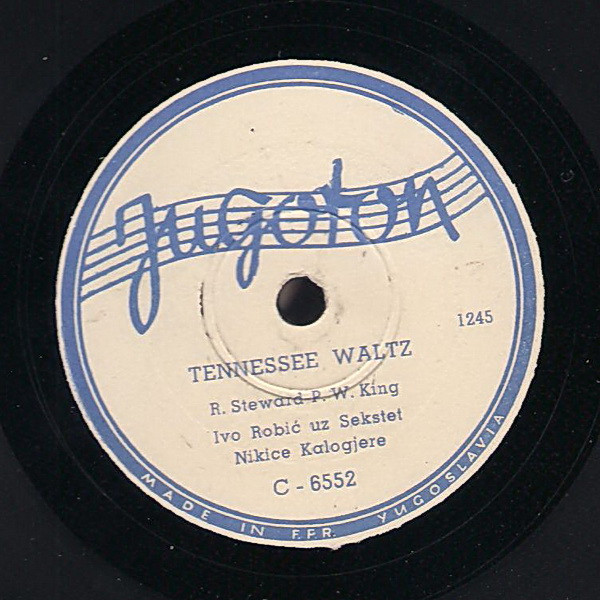 Jugoton
1245
TENNESSEE WALTZ
R. Steward-P. W. King
Ivo Robić uz Sekstet
Nikice Kalogjere
C - 6552
MADE IN F.P.R. YUGOSLAVIA